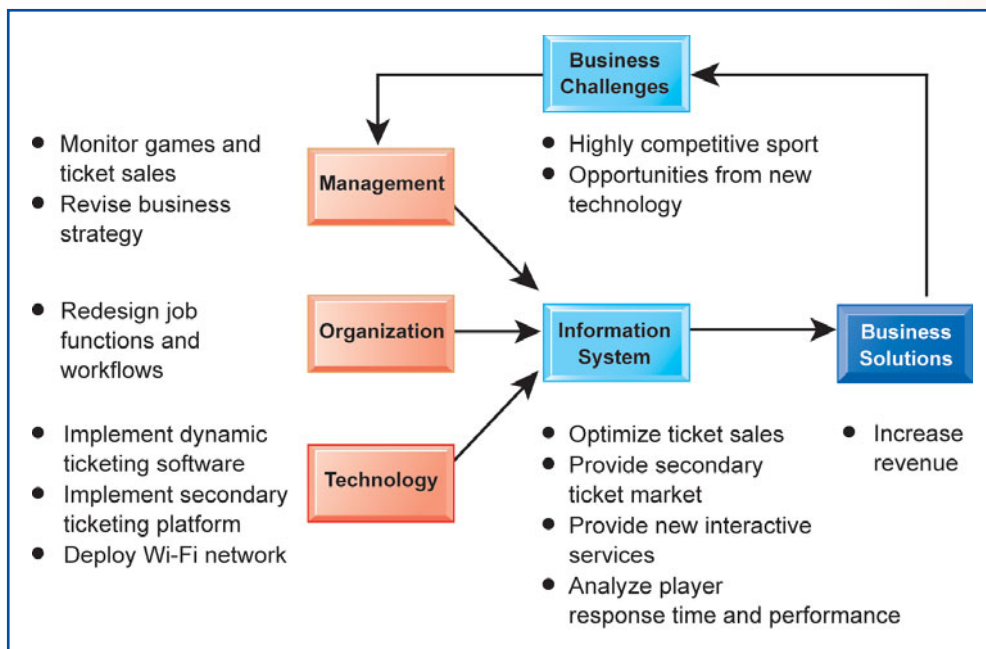 Business
Challenges
Highly competitive sport
Opportunities from new
technology
Monitor games and
ticket sales
Revise business
strategy
Management
Redesign job
functions and
workflows
Organization
Implement dynamic
ticketing software
Implement secondary
ticketing platform
Deploy Wi-Fi network
Technology
Information
System
Optimize ticket sales
Provide secondary
ticket market
Provide new interactive
services
Analyze player
response time and performance
Business
Solutions
Increase
revenue